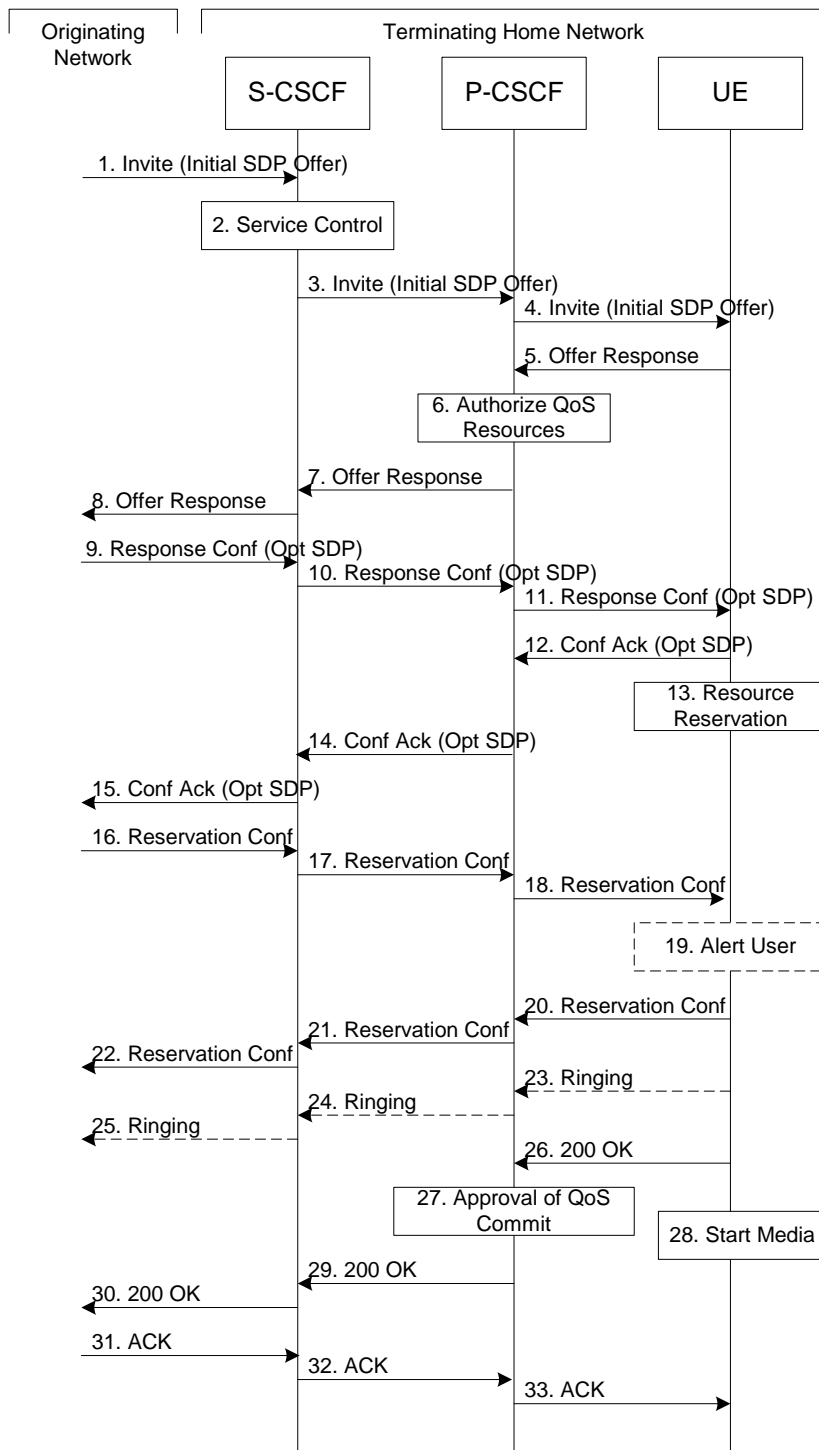 Originating
Network
Terminating Home Network
S-CSCF
P-CSCF
UE
1. Invite (Initial SDP Offer)
2. Service Control
3. Invite (Initial SDP Offer)
4. Invite (Initial SDP Offer)
5. Offer Response
6. Authorize QoS
Resources
7. Offer Response
8. Offer Response
9. Response Conf (Opt SDP)
10. Response Conf (Opt SDP)
11. Response Conf (Opt SDP)
12. Conf Ack (Opt SDP)
13. Resource
Reservation
14. Conf Ack (Opt SDP)
15. Conf Ack (Opt SDP)
16. Reservation Conf
17. Reservation Conf
18. Reservation Conf
19. Alert User
20. Reservation Conf
21. Reservation Conf
22. Reservation Conf
23. Ringing
24. Ringing
25. Ringing
26. 200 OK
27. Approval of QoS
Commit
28. Start Media
29. 200 OK
30. 200 OK
31. ACK
32. ACK
33. ACK